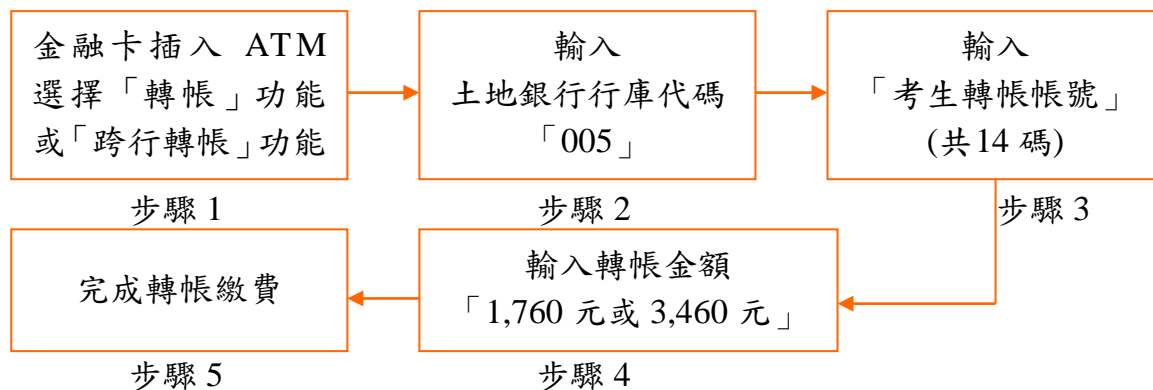 金融卡插入 ATM
選擇「轉帳」功能
或「跨行轉帳」功能
步驟 1
輸入
土地銀行行庫代碼
「005」
步驟 2
輸入
「考生轉帳帳號」
(共14 碼)
步驟 3
輸入轉帳金額
「1,760 元或 3,460 元」
步驟 4
完成轉帳繳費
步驟 5